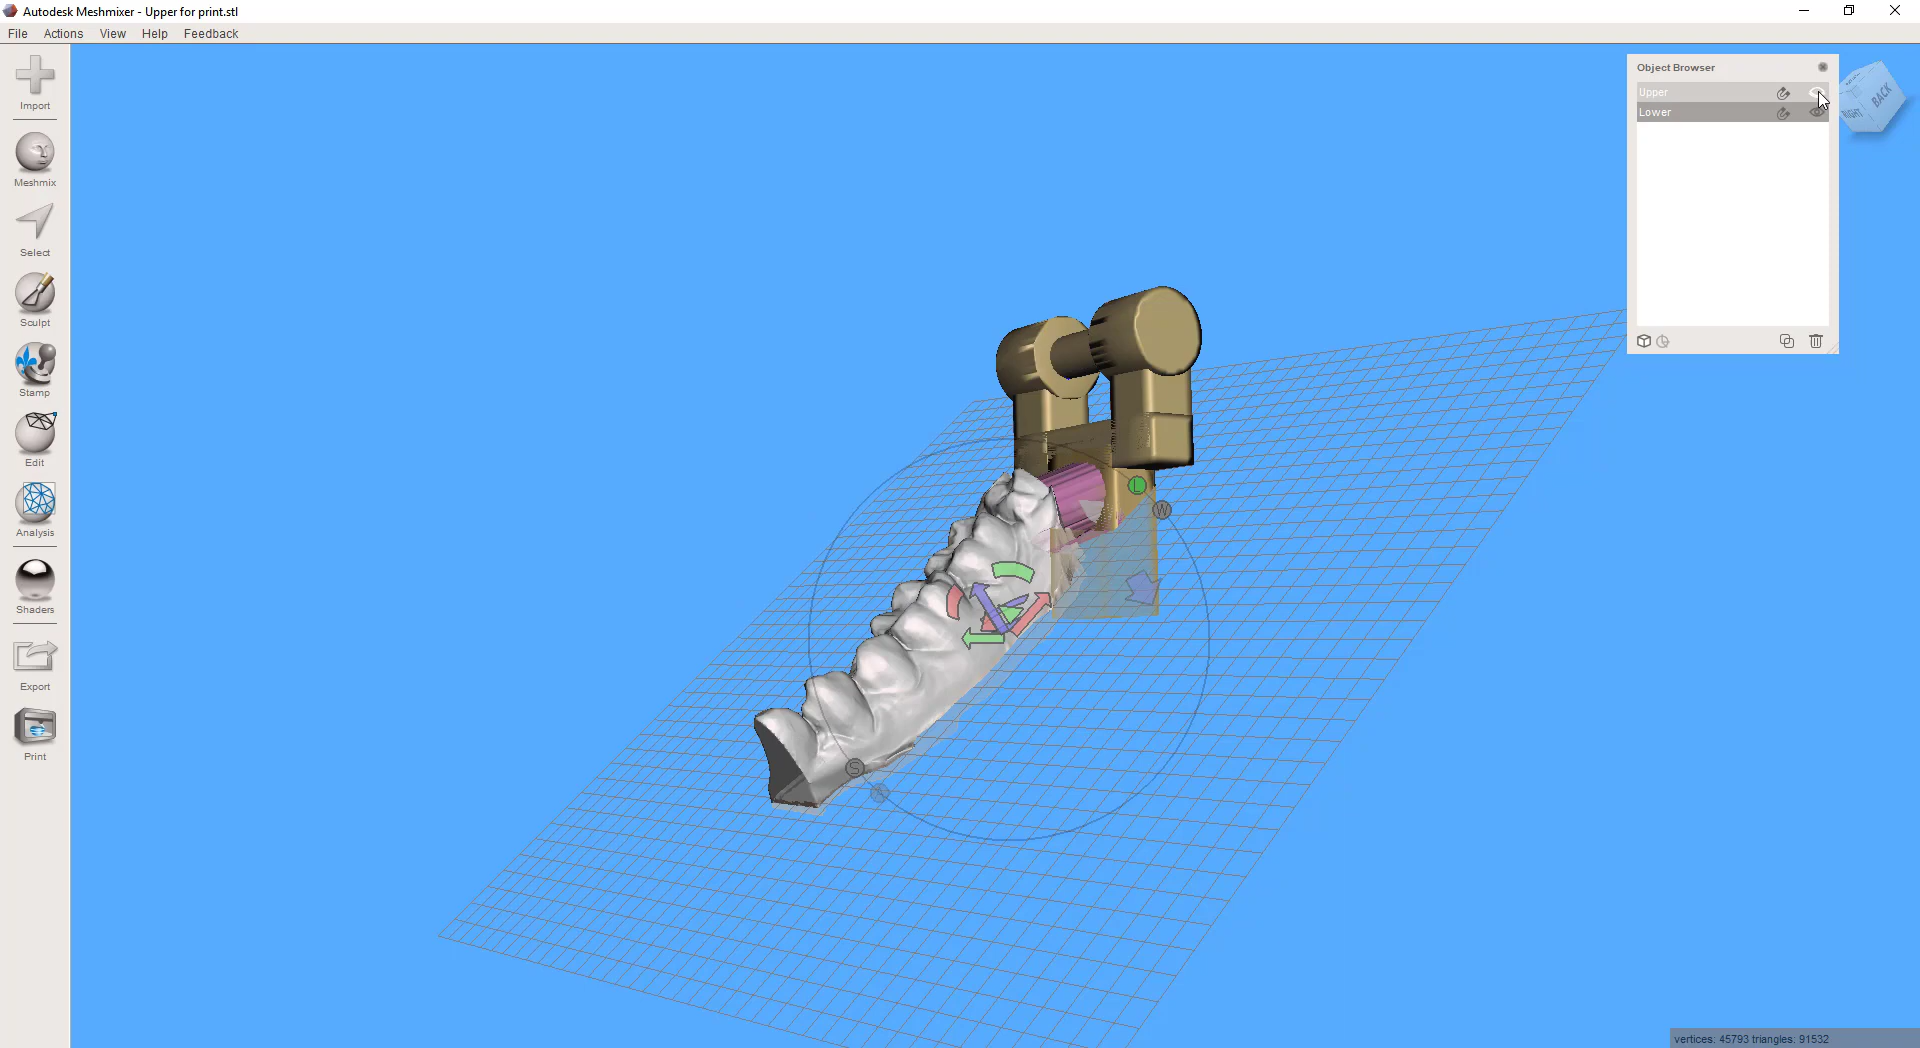 Autodesk Meshmixer - Upper for print.stl
File Actions View Help Feedback
Import
Meshmix
Select
Sculpt
Stamp
Edit
Analysis
Shaders
Export
Print
Object Browser
Upper
Lower
RIGHT
BACK
L
W
S
vertices: 45793 triangles: 91532